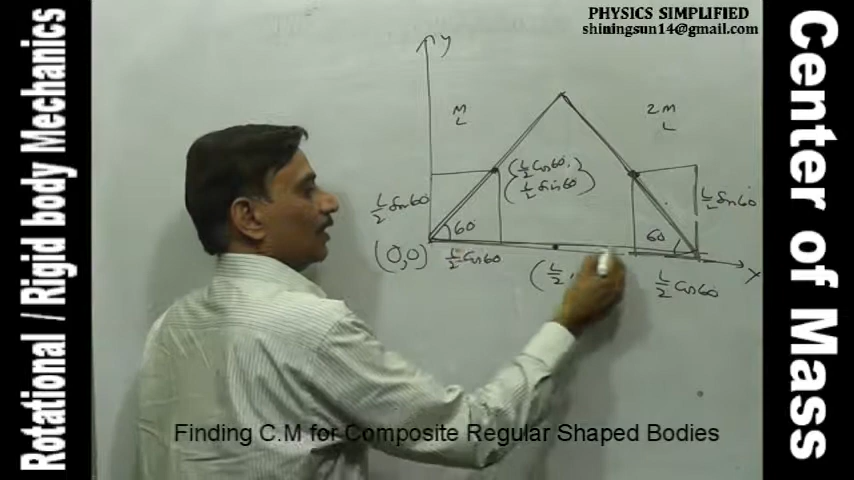 PHYSICS SIMPLIFIED
shiningsun14@gmail.com
Rotational / Rigid body Mechanics
Center of Mass
y
M
L
2M
L
(L/2 Cos60,
L/2 Sin60)
L/2 Sin60
L/2 Sin60
60
60
(0,0)
L/2 Cos60
(L/2,
L/2 Cos60
X
Finding C.M for Composite Regular Shaped Bodies